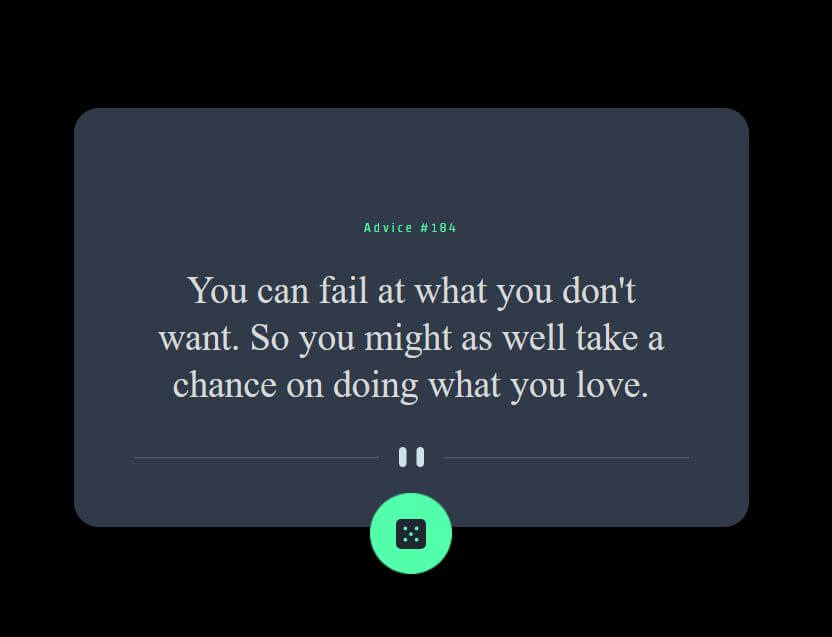 Advice #184
You can fail at what you don't
want. So you might as well take a
chance on doing what you love.